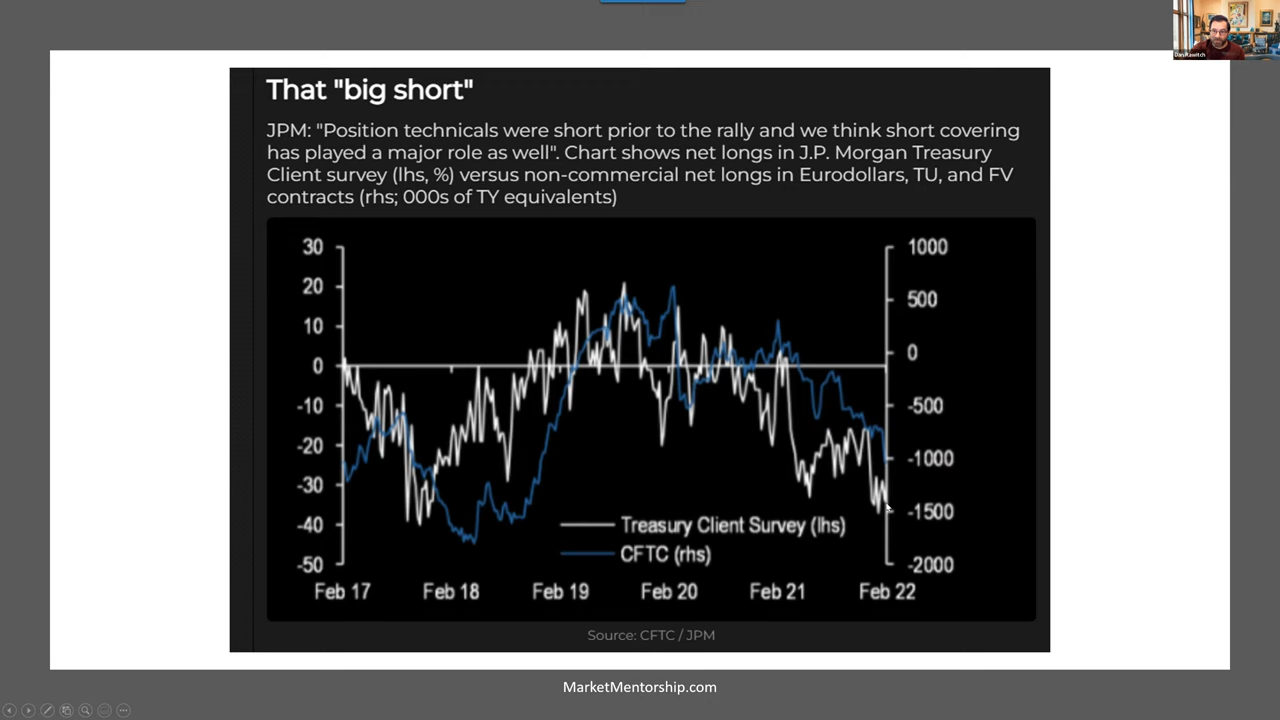 Dan Rawitch
That "big short"
JPM: "Position technicals were short prior to the rally and we think short covering
has played a major role as well". Chart shows net longs in J.P. Morgan Treasury
Client survey (lhs, %) versus non-commercial net longs in Eurodollars, TU, and FV
contracts (rhs; 000s of TY equivalents)
30
20
10
0
-10
-20
-30
-40
-50
1000
500
0
-500
-1000
-1500
-2000
Treasury Client Survey (lhs)
CFTC (rhs)
Feb 17 Feb 18 Feb 19 Feb 20 Feb 21 Feb 22
Source: CFTC / JPM
MarketMentorship.com